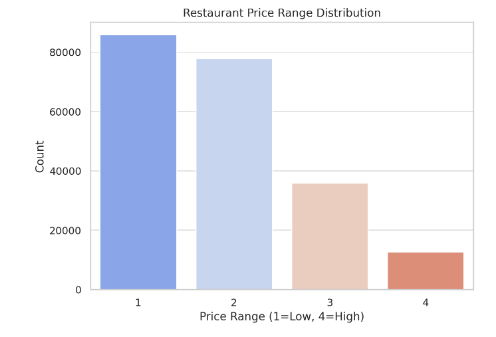 Restaurant Price Range Distribution
80000
60000
40000
20000
0
Count
1 2 3 4
Price Range (1=Low, 4=High)